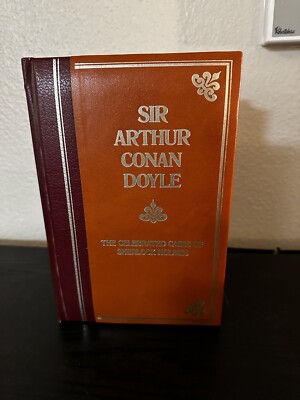 SIR
ARTHUR
CONAN
DOYLE
THE CELEBRATED CASES OF
SHERLOCK HOLMES